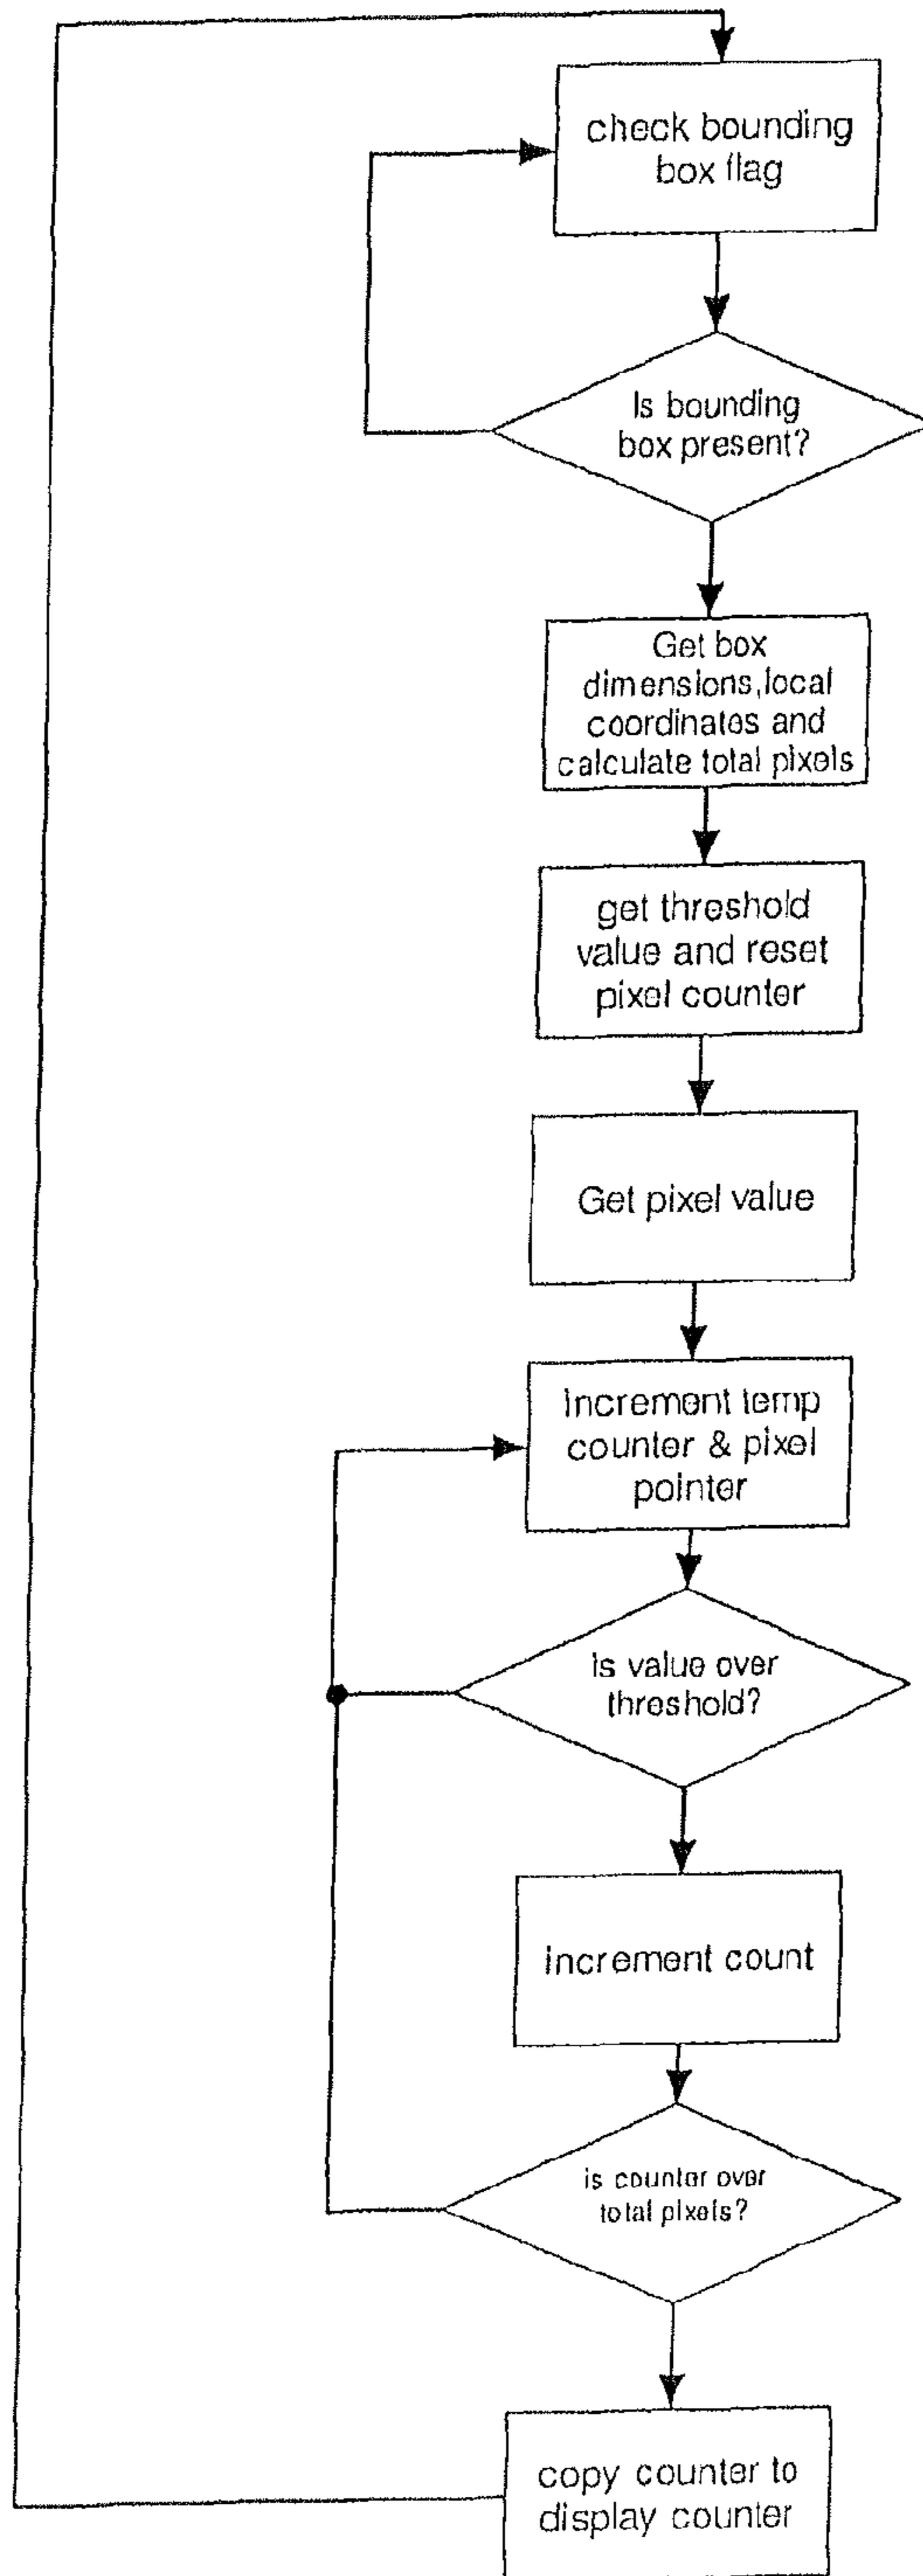 check bounding
box flag
Is bounding
box present?
Get box
dimensions,local
coordinates and
calculate total pixels
get threshold
value and reset
pixel counter
Get pixel value
Increment temp
counter & pixel
pointer
is value over
threshold?
increment count
is counter over
total pixels?
copy counter to
display counter